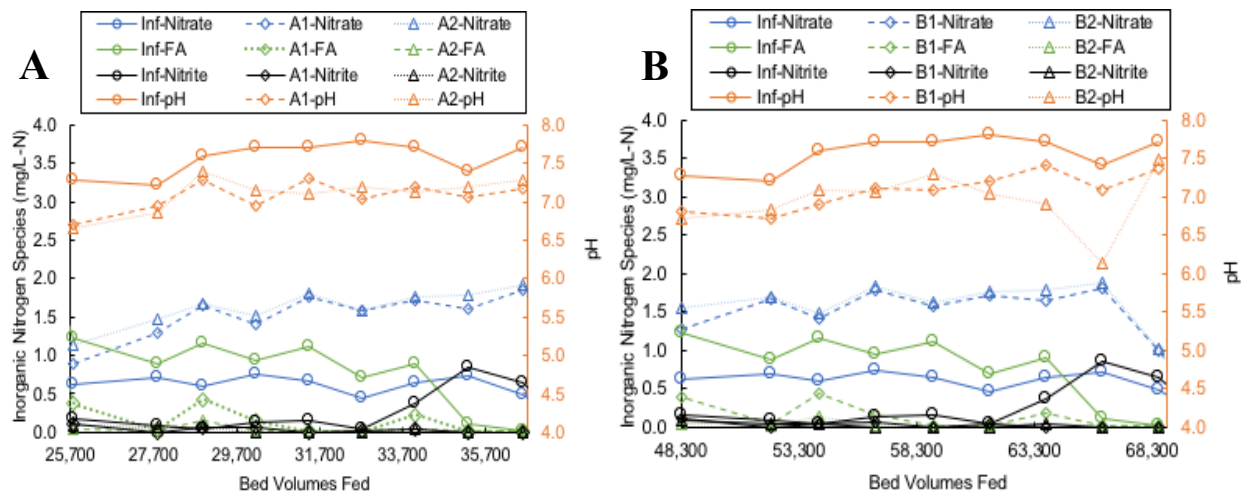 A
Inf-Nitrate A1-Nitrate A2-Nitrate
Inf-FA A1-FA A2-FA
Inf-Nitrite A1-Nitrite A2-Nitrite
Inf-pH A1-pH A2-pH
Inorganic Nitrogen Species (mg/L-N)
4.0
3.5
3.0
2.5
2.0
1.5
1.0
0.5
0.0
8.0
7.5
7.0
6.5
6.0
5.5
5.0
4.5
4.0
pH
25,700 27,700 29,700 31,700 33,700 35,700
Bed Volumes Fed
B
Inf-Nitrate B1-Nitrate B2-Nitrate
Inf-FA B1-FA B2-FA
Inf-Nitrite B1-Nitrite B2-Nitrite
Inf-pH B1-pH B2-pH
Inorganic Nitrogen Species (mg/L-N)
4.0
3.5
3.0
2.5
2.0
1.5
1.0
0.5
0.0
8.0
7.5
7.0
6.5
6.0
5.5
5.0
4.5
4.0
pH
48,300 53,300 58,300 63,300 68,300
Bed Volumes Fed